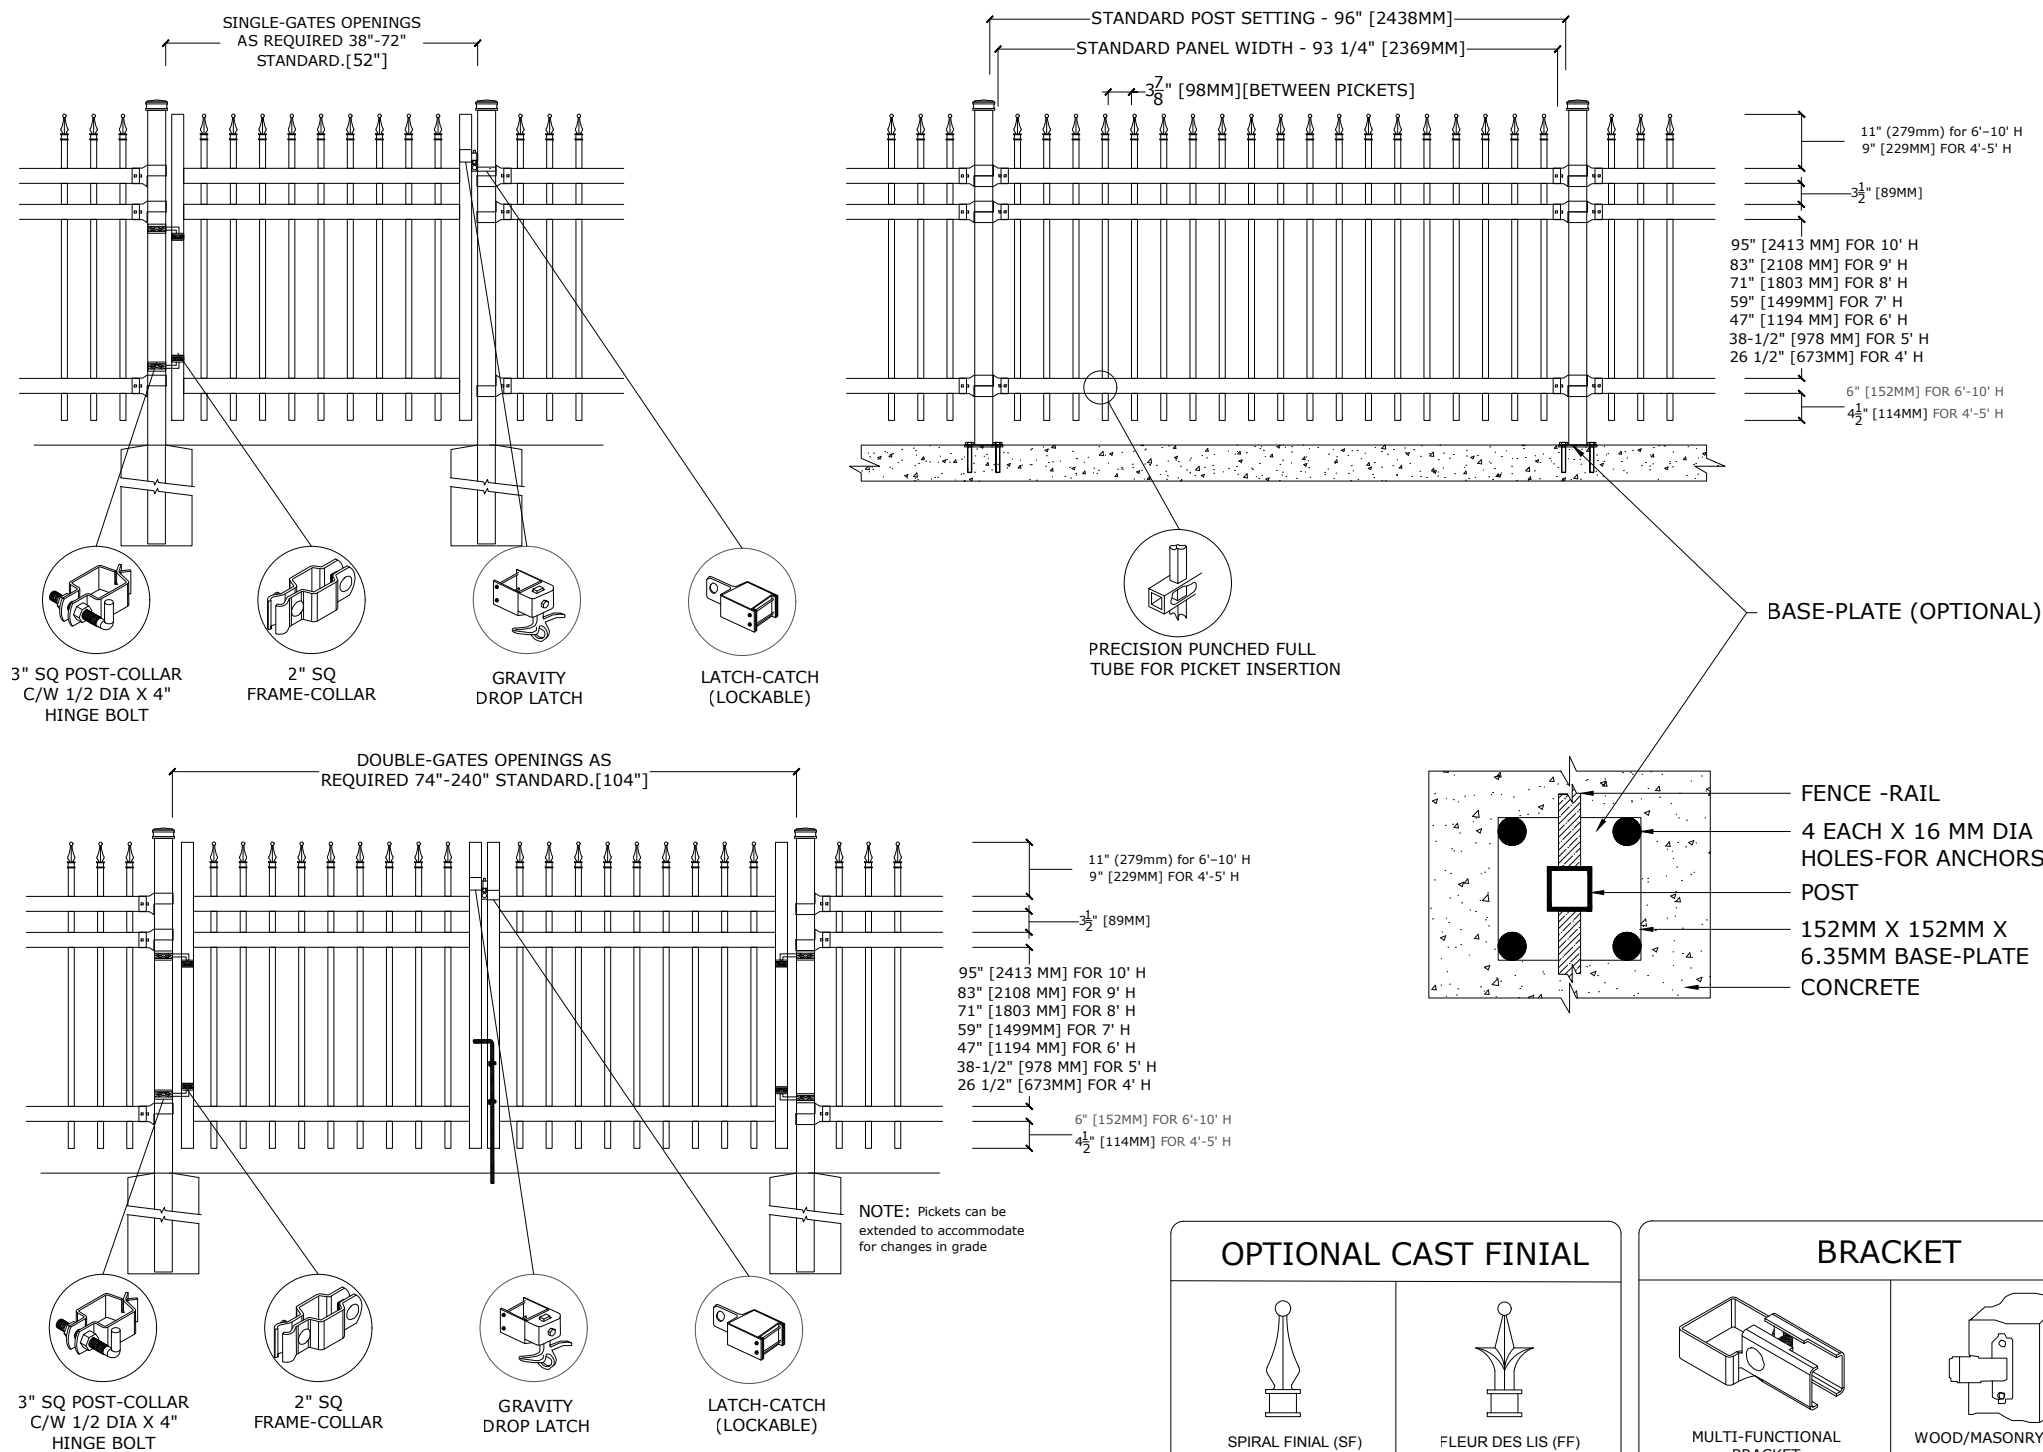 SINGLE-GATES OPENINGS
AS REQUIRED 38"-72"
STANDARD.[52"]
3" SQ POST-COLLAR
C/W 1/2 DIA X 4"
HINGE BOLT
2" SQ
FRAME-COLLAR
GRAVITY
DROP LATCH
LATCH-CATCH
(LOCKABLE)
STANDARD POST SETTING - 96" [2438MM]
STANDARD PANEL WIDTH - 93 1/4" [2369MM]
3 7/8" [98MM][BETWEEN PICKETS]
11" (279mm) for 6'-10' H
9" [229MM] FOR 4'-5' H
3 1/2" [89MM]
95" [2413 MM] FOR 10' H
83" [2108 MM] FOR 9' H
71" [1803 MM] FOR 8' H
59" [1499MM] FOR 7' H
47" [1194 MM] FOR 6' H
38-1/2" [978 MM] FOR 5' H
26 1/2" [673MM] FOR 4' H
6" [152MM] FOR 6'-10' H
4 1/2" [114MM] FOR 4'-5' H
PRECISION PUNCHED FULL
TUBE FOR PICKET INSERTION
BASE-PLATE (OPTIONAL)
FENCE -RAIL
4 EACH X 16 MM DIA
HOLES-FOR ANCHORS
POST
152MM X 152MM X
6.35MM BASE-PLATE
CONCRETE
DOUBLE-GATES OPENINGS AS
REQUIRED 74"-240" STANDARD.[104"]
11" (279mm) for 6'-10' H
9" [229MM] FOR 4'-5' H
3 1/2" [89MM]
95" [2413 MM] FOR 10' H
83" [2108 MM] FOR 9' H
71" [1803 MM] FOR 8' H
59" [1499MM] FOR 7' H
47" [1194 MM] FOR 6' H
38-1/2" [978 MM] FOR 5' H
26 1/2" [673MM] FOR 4' H
6" [152MM] FOR 6'-10' H
4 1/2" [114MM] FOR 4'-5' H
NOTE: Pickets can be
extended to accommodate
for changes in grade
3" SQ POST-COLLAR
C/W 1/2 DIA X 4"
HINGE BOLT
2" SQ
FRAME-COLLAR
GRAVITY
DROP LATCH
LATCH-CATCH
(LOCKABLE)
OPTIONAL CAST FINIAL
SPIRAL FINIAL (SF)
FLEUR DES LIS (FF)
BRACKET
MULTI-FUNCTIONAL
BRACKET
WOOD/MASONRY